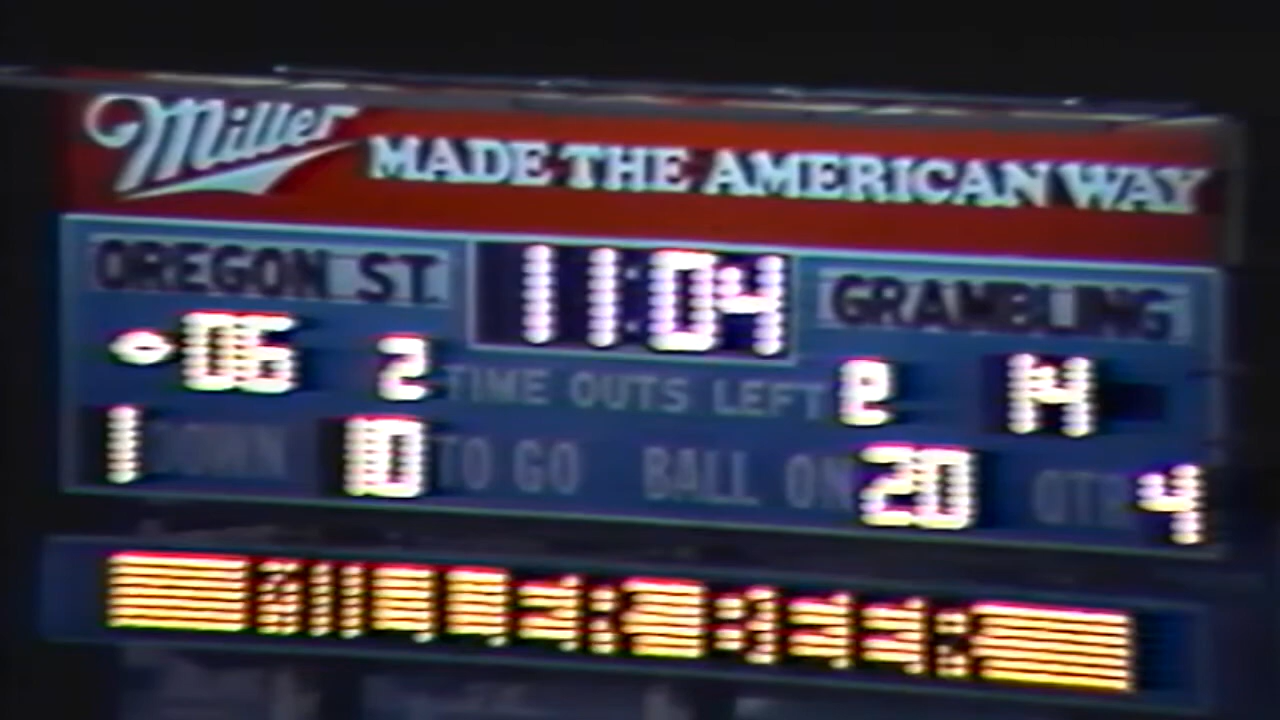 Miller MADE THE AMERICAN WAY
OREGON ST. 11:04 GRAMBLING
06 2 TIME OUTS LEFT 2 14
1 DOWN 10 TO GO BALL ON 20 QTR 4